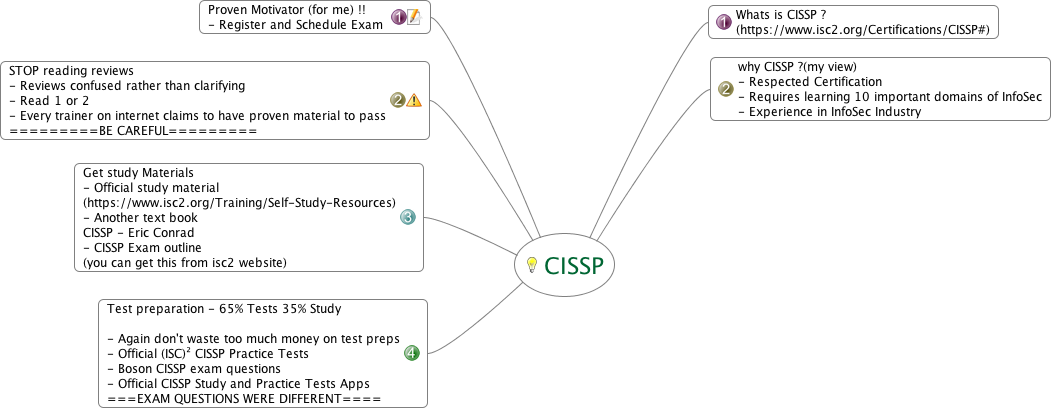 Proven Motivator (for me) !!
- Register and Schedule Exam
1
STOP reading reviews
- Reviews confused rather than clarifying
- Read 1 or 2
- Every trainer on internet claims to have proven material to pass
=========BE CAREFUL=========
2
Get study Materials
- Official study material
(https://www.isc2.org/Training/Self-Study-Resources)
- Another text book
CISSP - Eric Conrad
- CISSP Exam outline
(you can get this from isc2 website)
3
Test preparation - 65% Tests 35% Study
- Again don't waste too much money on test preps
- Official (ISC)² CISSP Practice Tests
- Boson CISSP exam questions
- Official CISSP Study and Practice Tests Apps
===EXAM QUESTIONS WERE DIFFERENT====
4
CISSP
1
Whats is CISSP ?
(https://www.isc2.org/Certifications/CISSP#)
2
why CISSP ?(my view)
- Respected Certification
- Requires learning 10 important domains of InfoSec
- Experience in InfoSec Industry